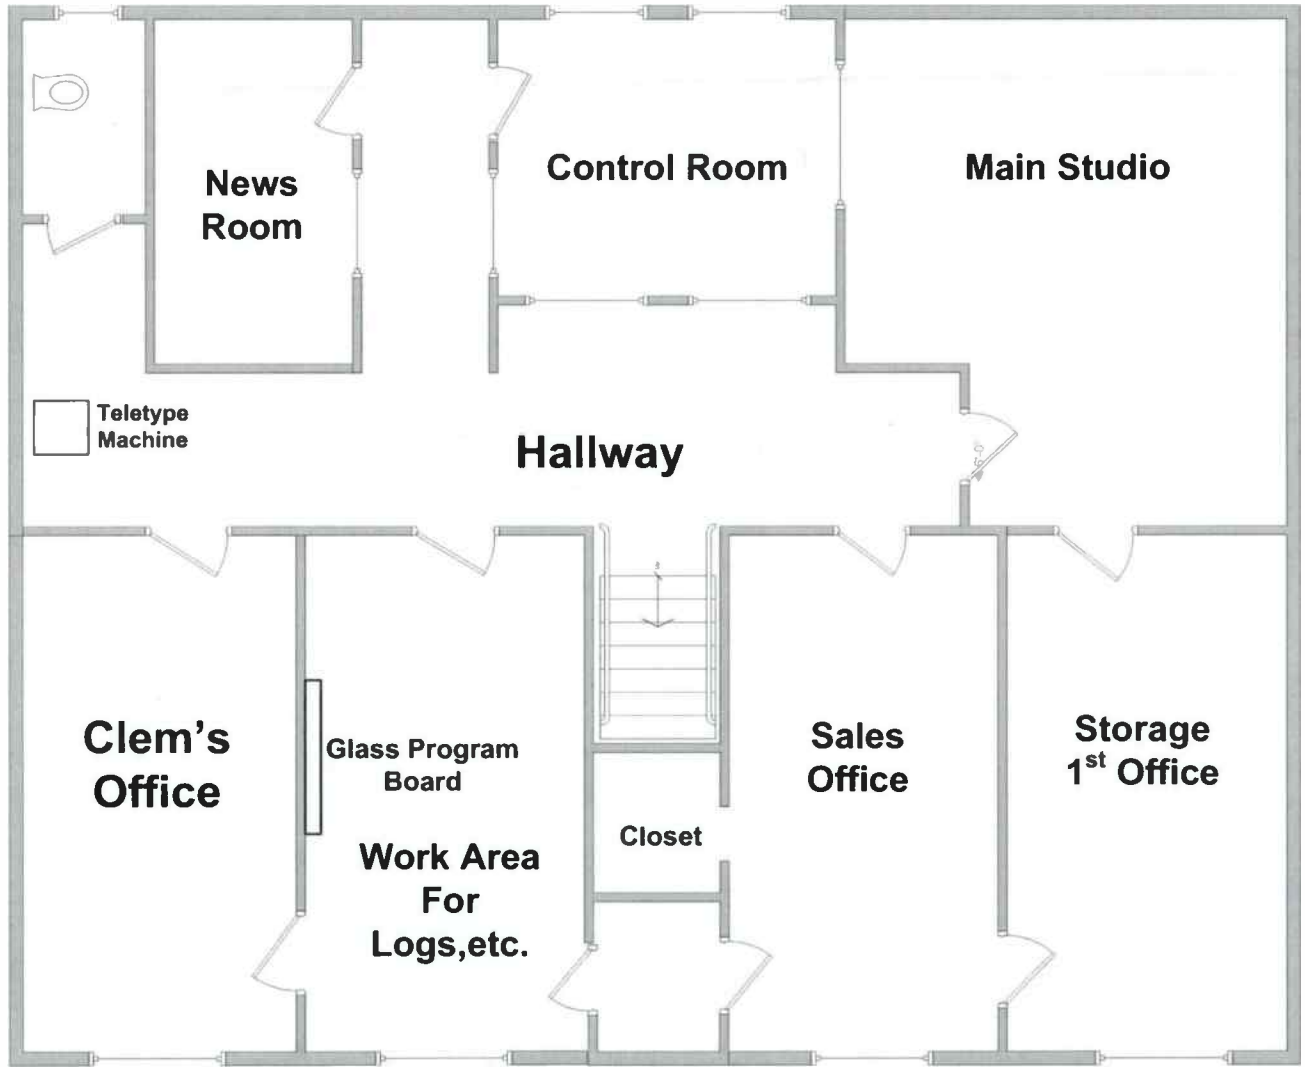 News
Room
Control Room
Main Studio
Teletype
Machine
Hallway
Clem's
Office
Glass Program
Board
Work Area
For
Logs,etc.
Closet
Sales
Office
Storage
1st Office